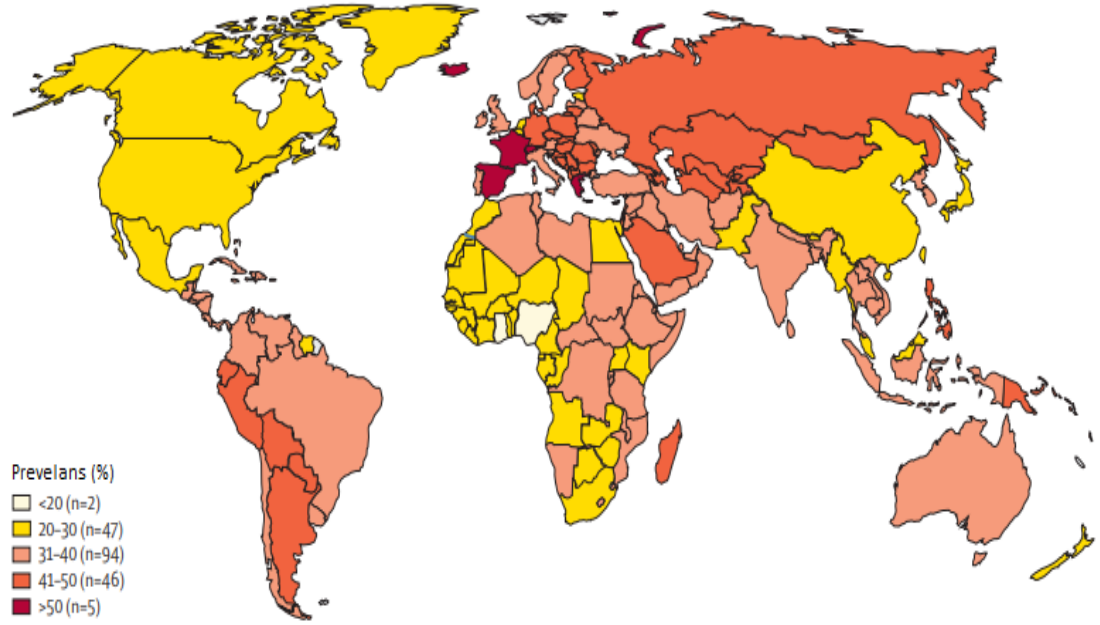 Prevelans (%)
<20 (n=2)
20–30 (n=47)
31–40 (n=94)
41–50 (n=46)
>50 (n=5)